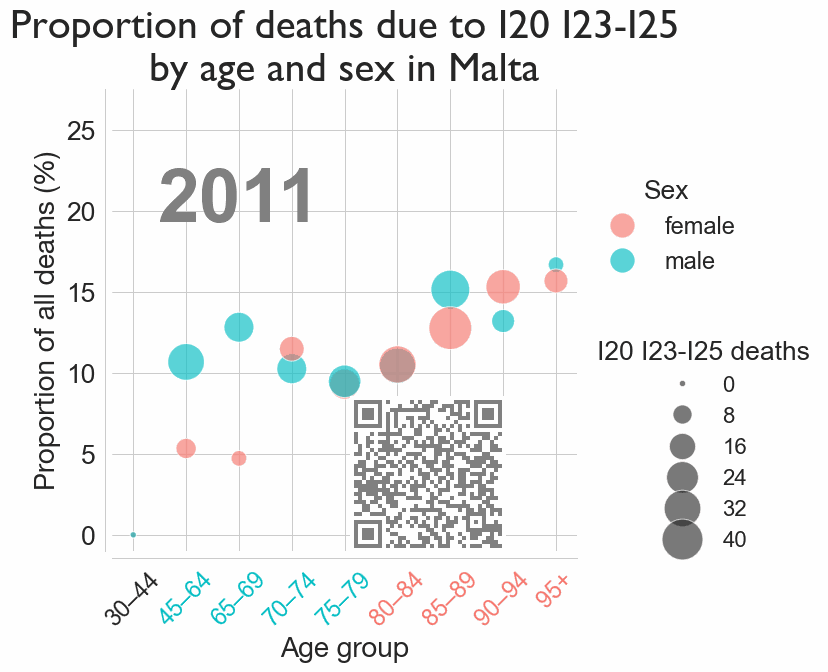 Proportion of deaths due to I20 I23-I25
by age and sex in Malta
Proportion of all deaths (%)
25
20
15
10
5
0
2011
30–44
45–64
65–69
70–74
75–79
80–84
85–89
90–94
95+
Age group
Sex
female
male
I20 I23-I25 deaths
0
8
16
24
32
40